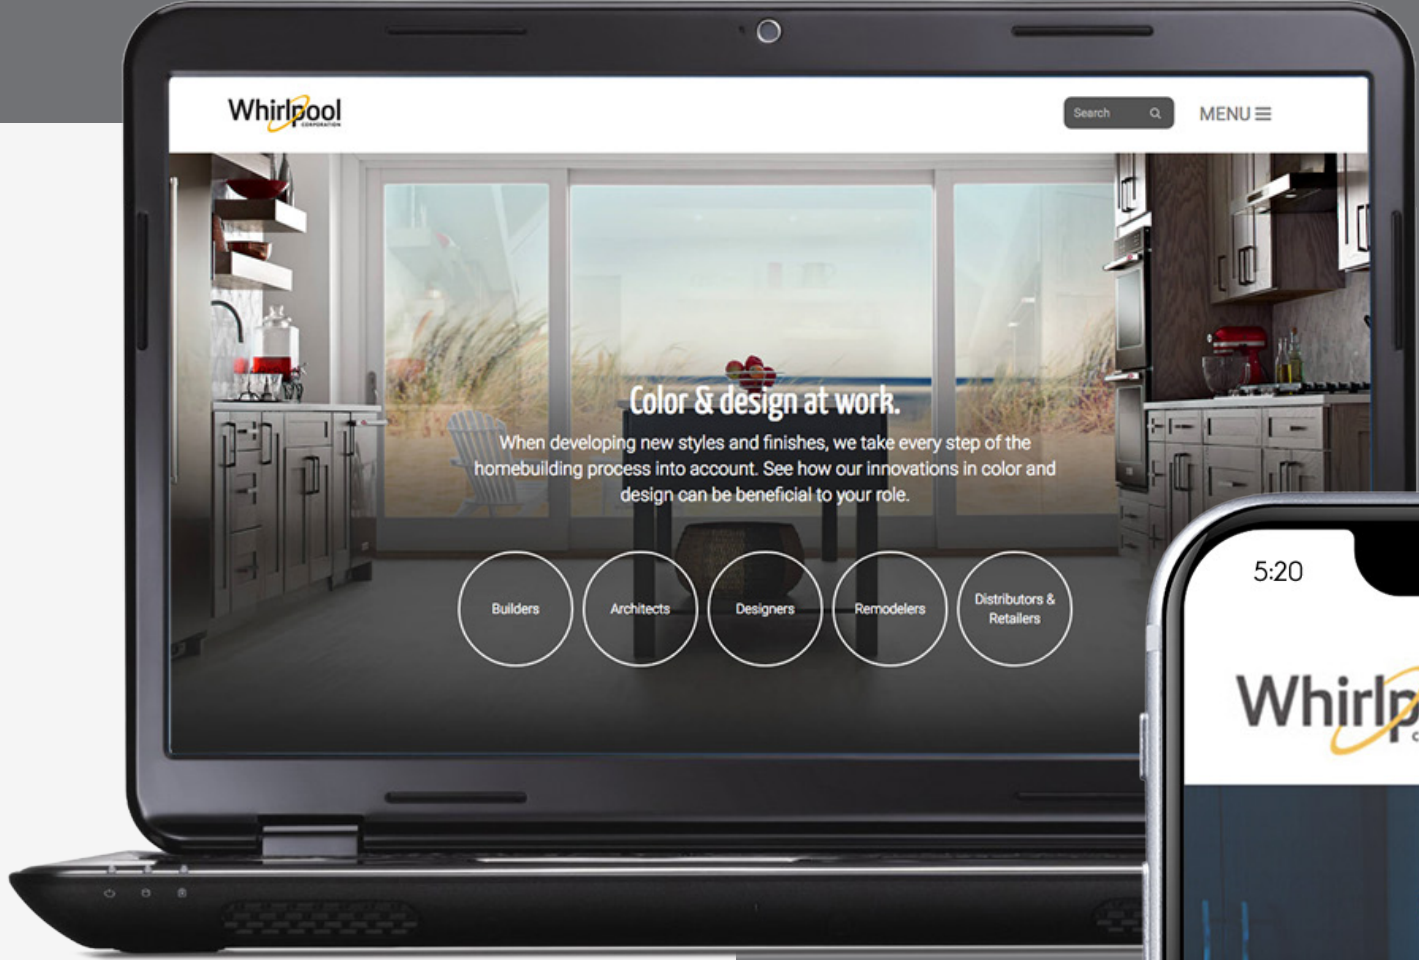 Whirlpool
CORPORATION
Search
MENU
Color & design at work.
When developing new styles and finishes, we take every step of the
homebuilding process into account. See how our innovations in color and
design can be beneficial to your role.
Builders
Architects
Designers
Remodelers
Distributors &
Retailers
5:20
Whirlp
C